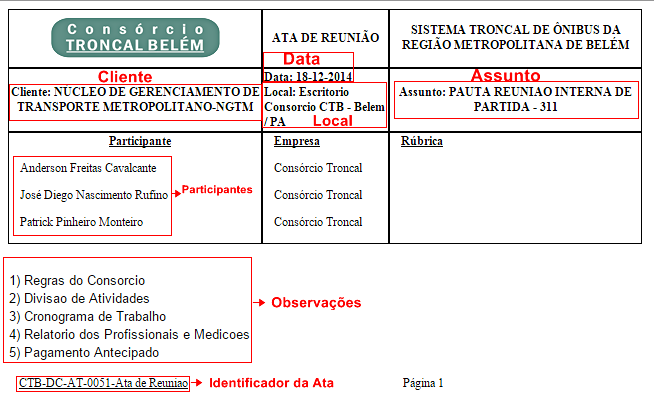 Consórcio
TRONCAL BELÉM
ATA DE REUNIÃO
SISTEMA TRONCAL DE ÔNIBUS DA
REGIÃO METROPOLITANA DE BELÉM
Data
Cliente
Data: 18-12-2014
Assunto
Cliente: NUCLEO DE GERENCIAMENTO DE
TRANSPORTE METROPOLITANO-NGTM
Local: Escritorio
Consorcio CTB - Belem
/ PA
Local
Assunto: PAUTA REUNIAO INTERNA DE
PARTIDA - 311
Participante
Empresa
Rúbrica
Anderson Freitas Cavalcante
Consórcio Troncal
José Diego Nascimento Rufino
Participantes
Consórcio Troncal
Patrick Pinheiro Monteiro
Consórcio Troncal
1) Regras do Consorcio
2) Divisao de Atividades
3) Cronograma de Trabalho
4) Relatorio dos Profissionais e Medicoes
5) Pagamento Antecipado
Observações
CTB-DC-AT-0051-Ata de Reuniao
Identificador da Ata
Página 1